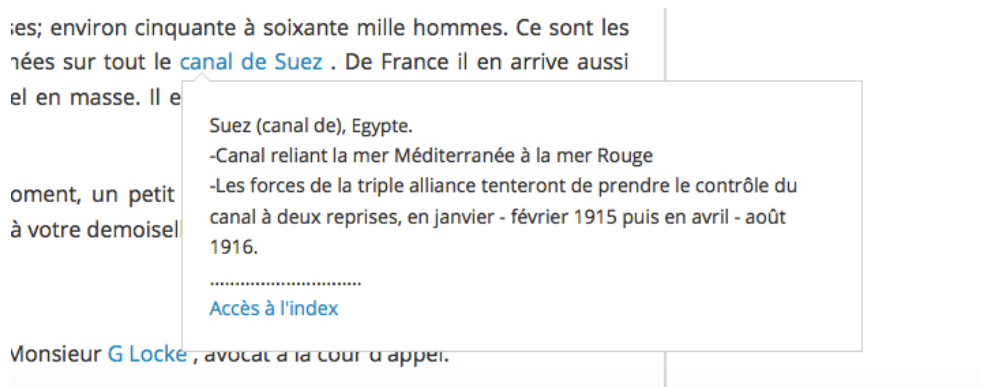 ses; environ cinquante à soixante mille hommes. Ce sont les
nées sur tout le canal de Suez . De France il en arrive aussi
el en masse. Il e
Suez (canal de), Egypte.
-Canal reliant la mer Méditerranée à la mer Rouge
-Les forces de la triple alliance tenteront de prendre le contrôle du
canal à deux reprises, en janvier - février 1915 puis en avril - août
1916.
...............................
Accès à l'index
oment, un petit
à votre demoisel
Monsieur G Locke , avocat à la cour d'appel.